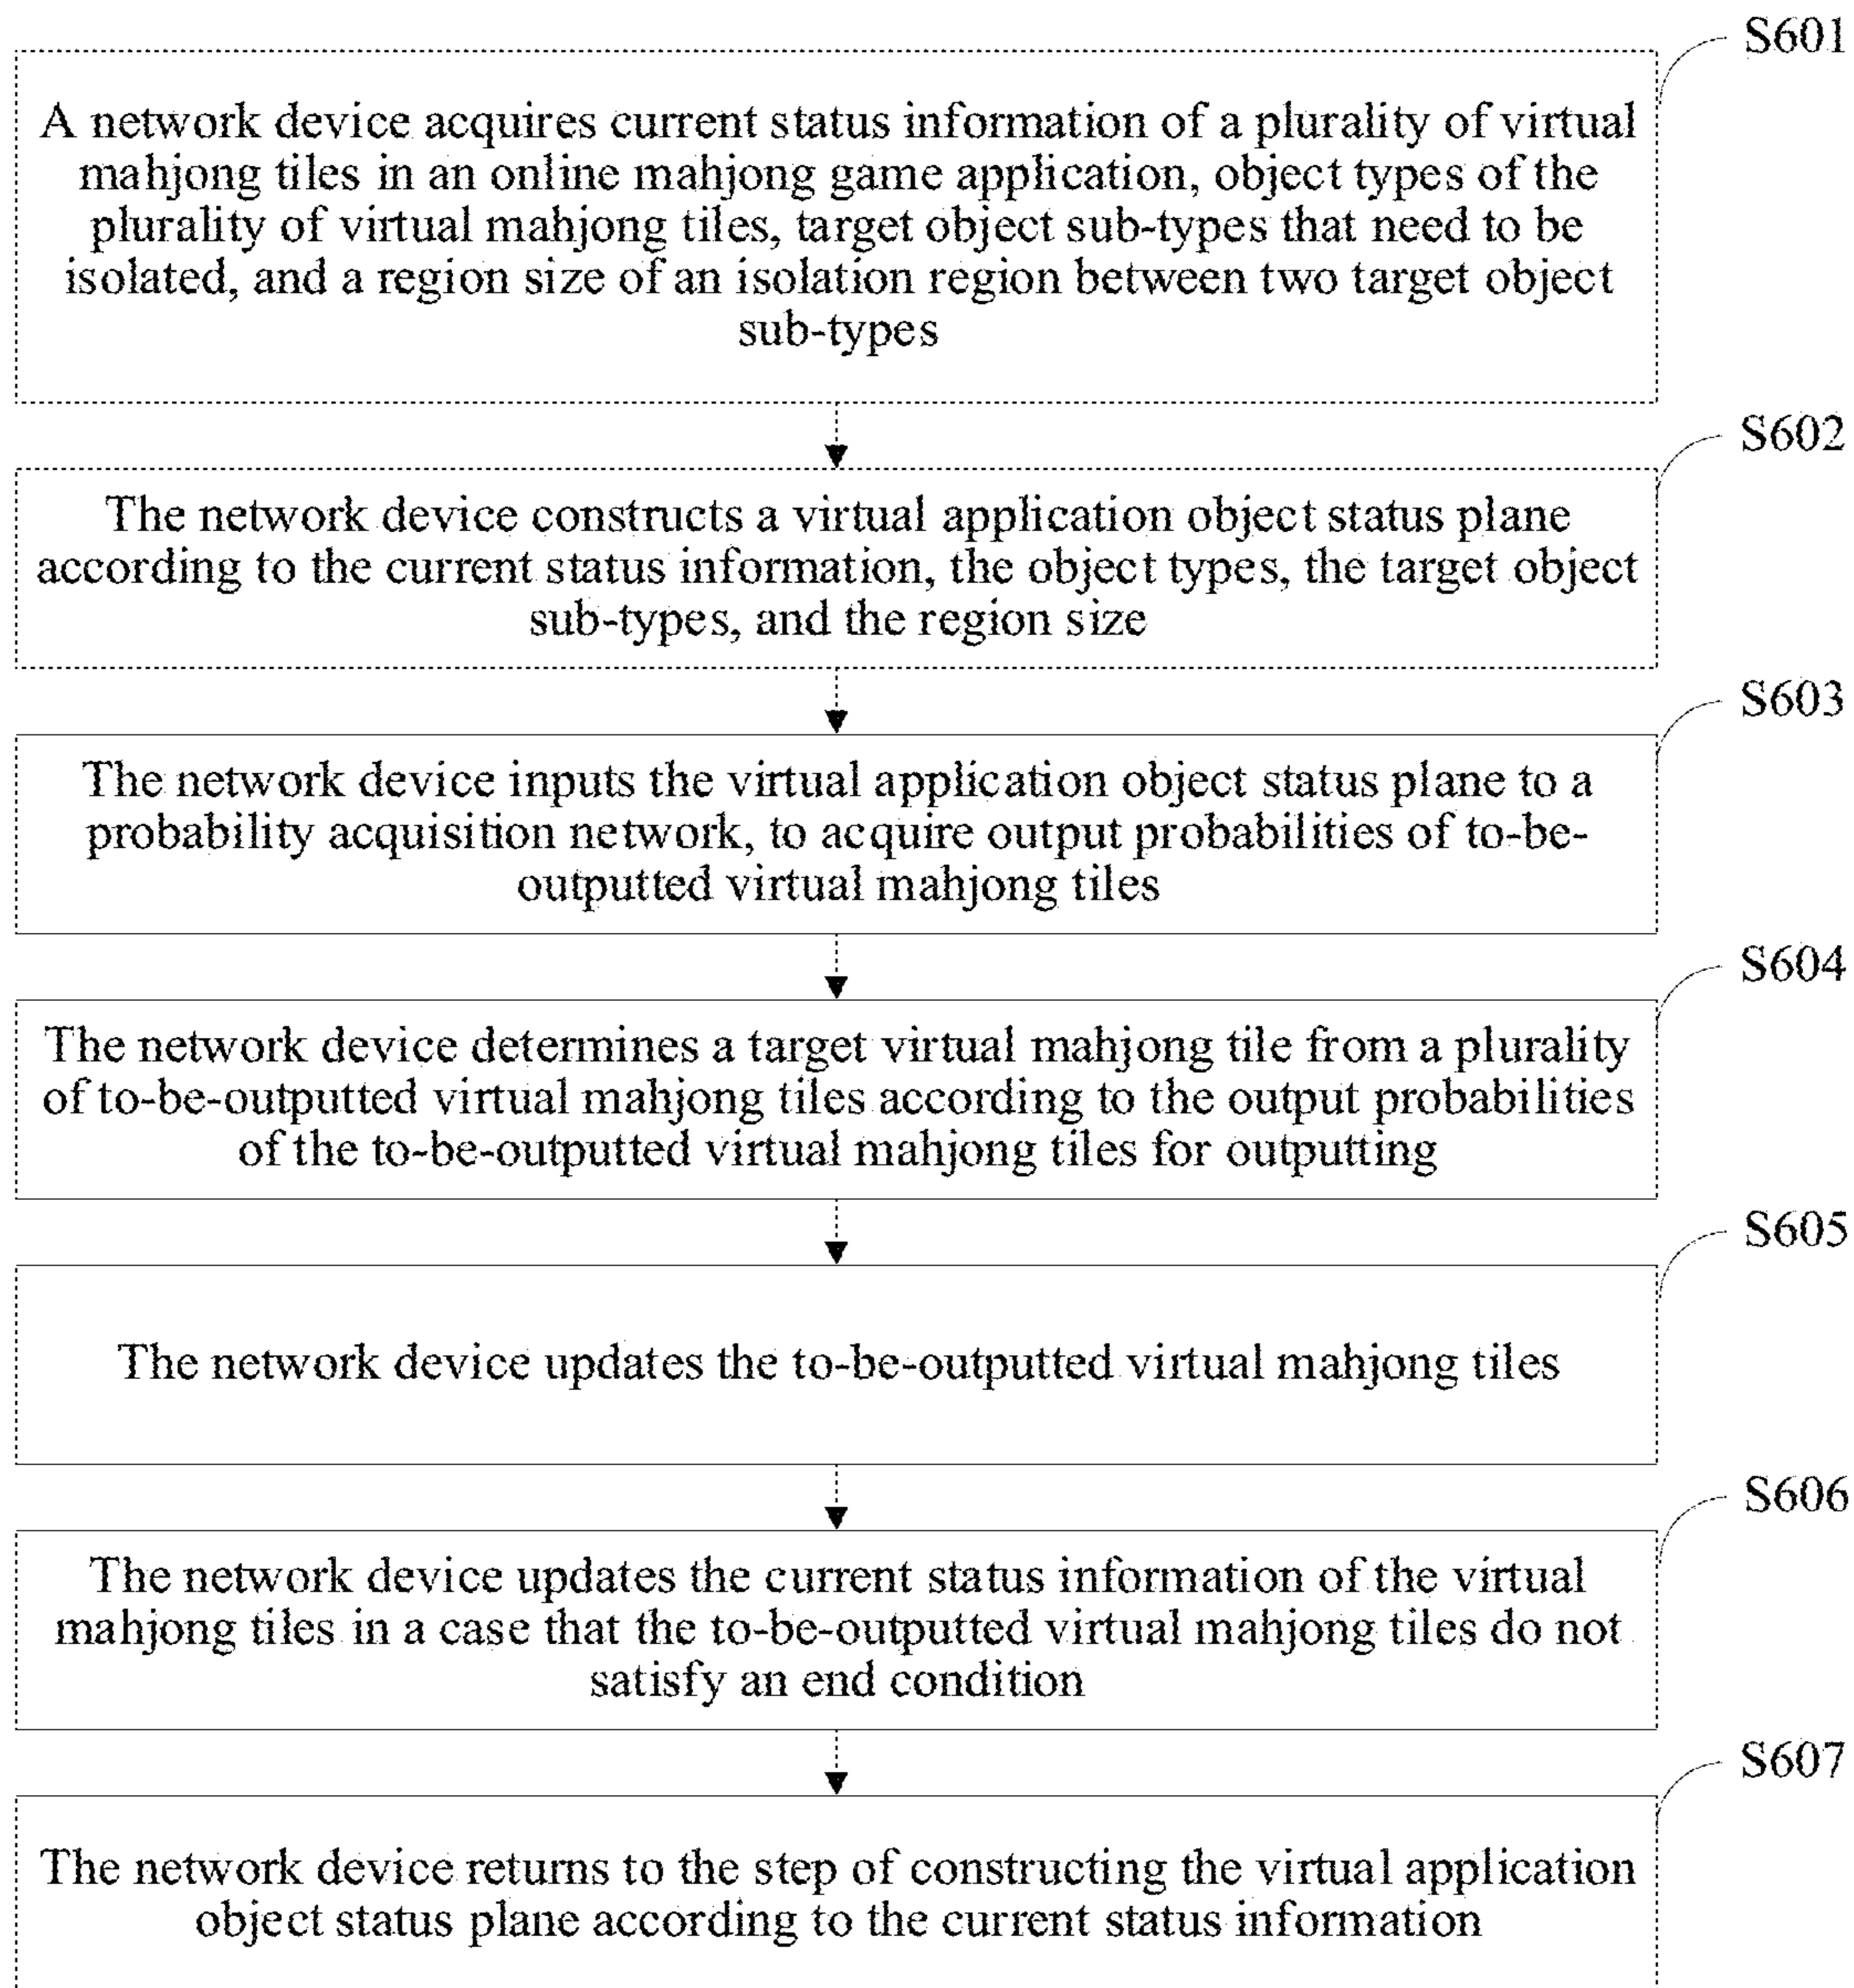 S601
A network device acquires current status information of a plurality of virtual
mahjong tiles in an online mahjong game application, object types of the
plurality of virtual mahjong tiles, target object sub-types that need to be
isolated, and a region size of an isolation region between two target object
sub-types
S602
The network device constructs a virtual application object status plane
according to the current status information, the object types, the target object
sub-types, and the region size
S603
The network device inputs the virtual application object status plane to a
probability acquisition network, to acquire output probabilities of to-be-
outputted virtual mahjong tiles
S604
The network device determines a target virtual mahjong tile from a plurality
of to-be-outputted virtual mahjong tiles according to the output probabilities
of the to-be-outputted virtual mahjong tiles for outputting
S605
The network device updates the to-be-outputted virtual mahjong tiles
S606
The network device updates the current status information of the virtual
mahjong tiles in a case that the to-be-outputted virtual mahjong tiles do not
satisfy an end condition
S607
The network device returns to the step of constructing the virtual application
object status plane according to the current status information